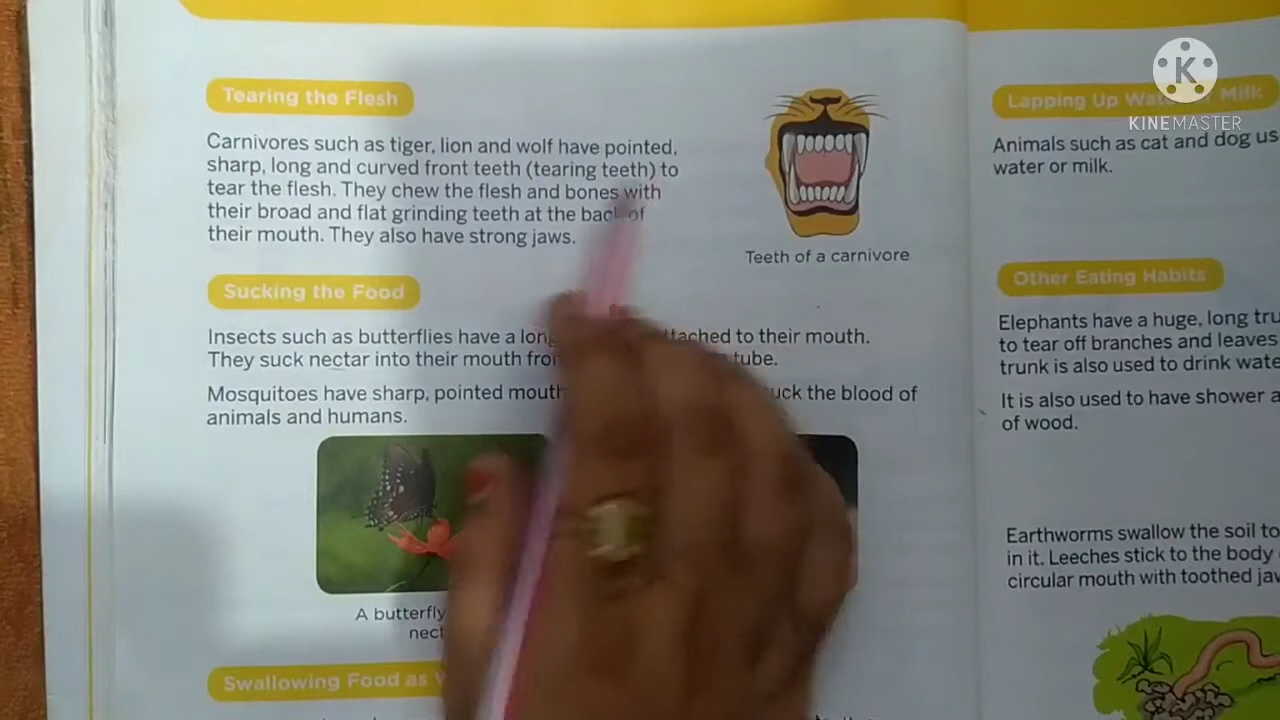 Tearing the Flesh
Carnivores such as tiger, lion and wolf have pointed,
sharp, long and curved front teeth (tearing teeth) to
tear the flesh. They chew the flesh and bones with
their broad and flat grinding teeth at the back of
their mouth. They also have strong jaws.
Teeth of a carnivore
Sucking the Food
Insects such as butterflies have a long attached to their mouth.
They suck nectar into their mouth from tube.
Mosquitoes have sharp, pointed mouth suck the blood of
animals and humans.
A butterfly
Swallowing Food as
Lapping Up Water or Milk
Animals such as cat and dog
water or milk.
Other Eating Habits
Elephants have a huge, long
to tear off branches and leaves
trunk is also used to drink
It is also used to have shower
of wood.
Earthworms swallow the soil to
in it. Leeches stick to the body
circular mouth with toothed
KINEMASTER